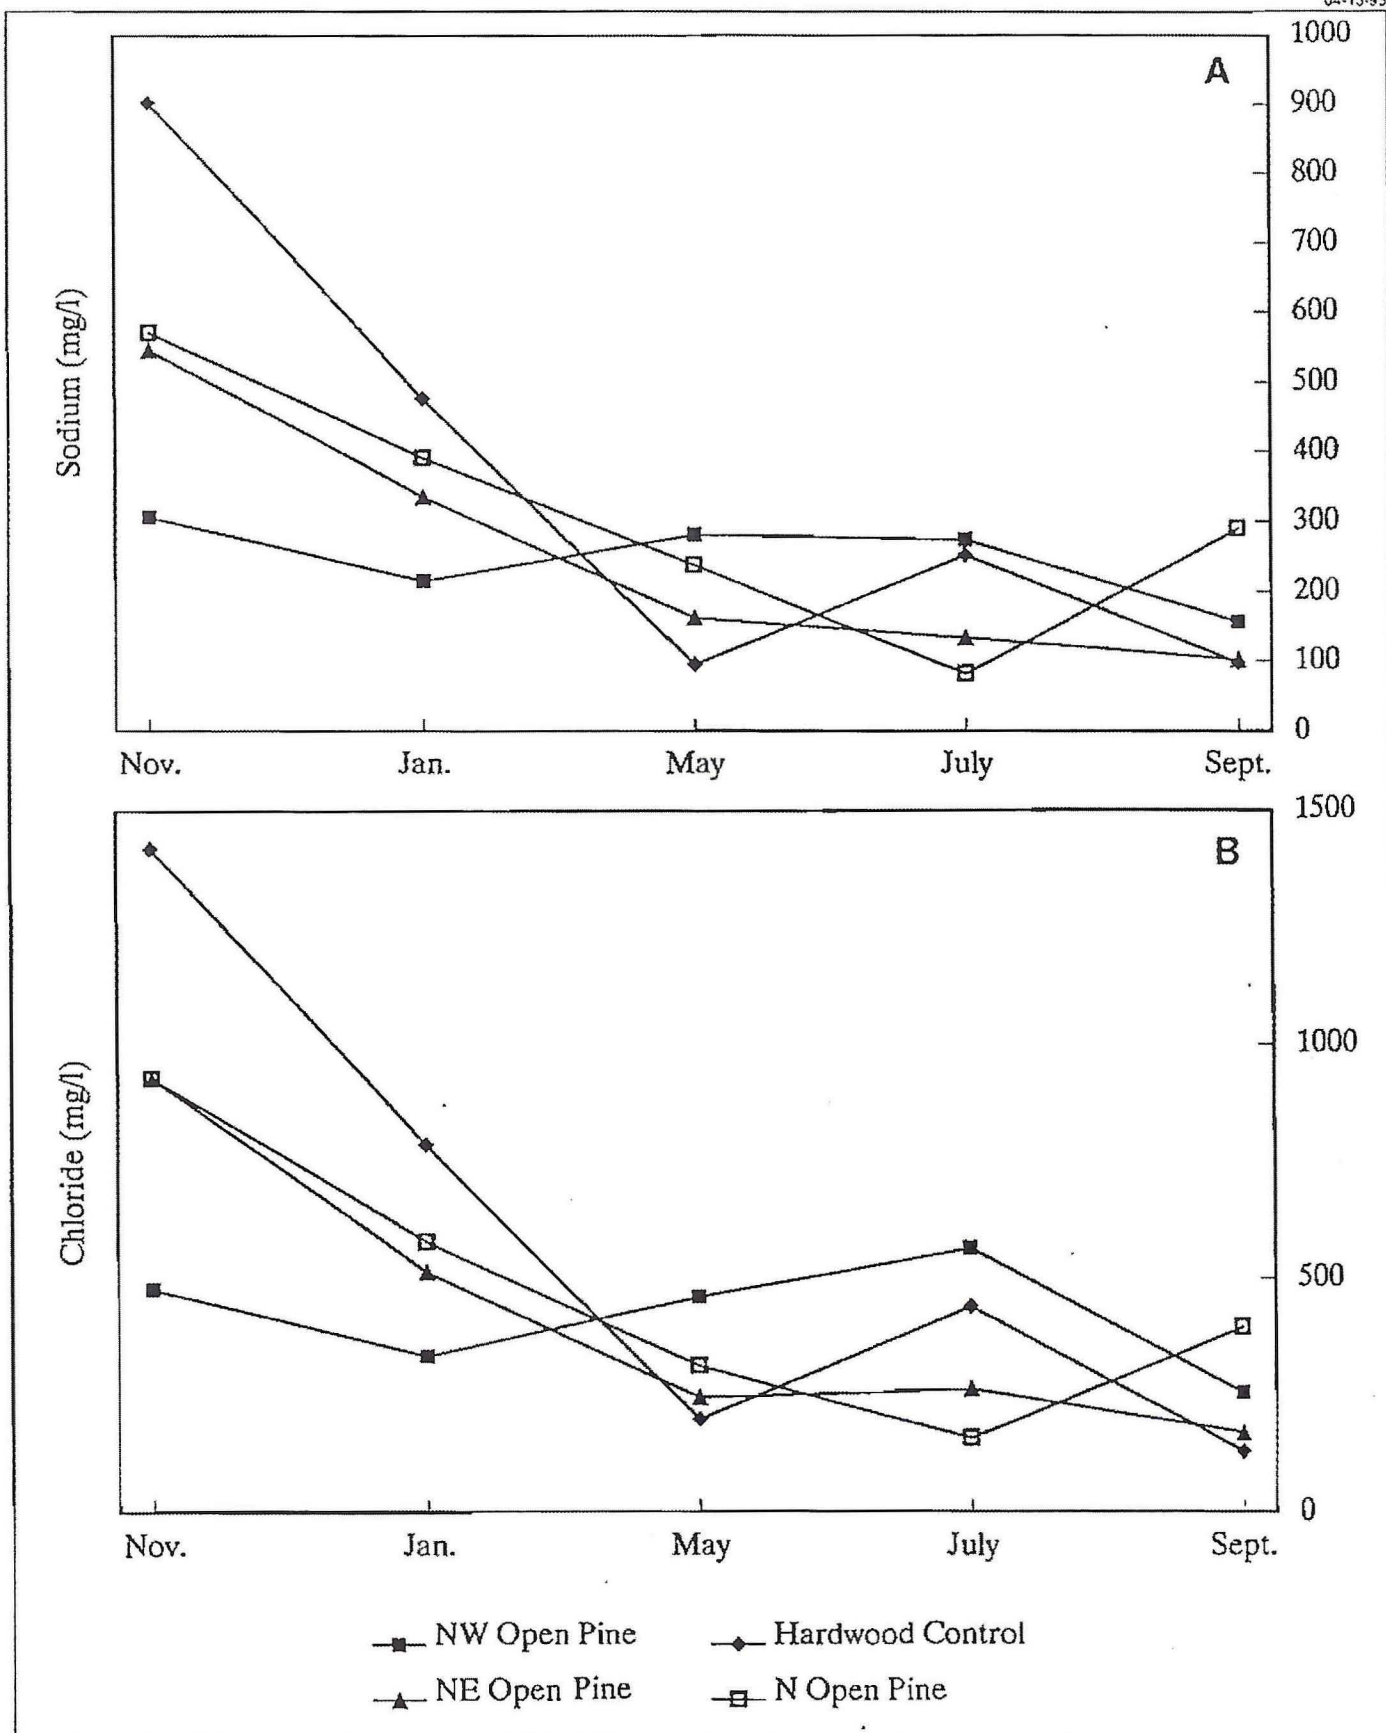 A
1000
900
800
700
600
500
400
300
200
100
0
Sodium (mg/l)
Nov. Jan. May July Sept.
B
1500
1000
500
0
Chloride (mg/l)
Nov. Jan. May July Sept.
NW Open Pine Hardwood Control
NE Open Pine N Open Pine